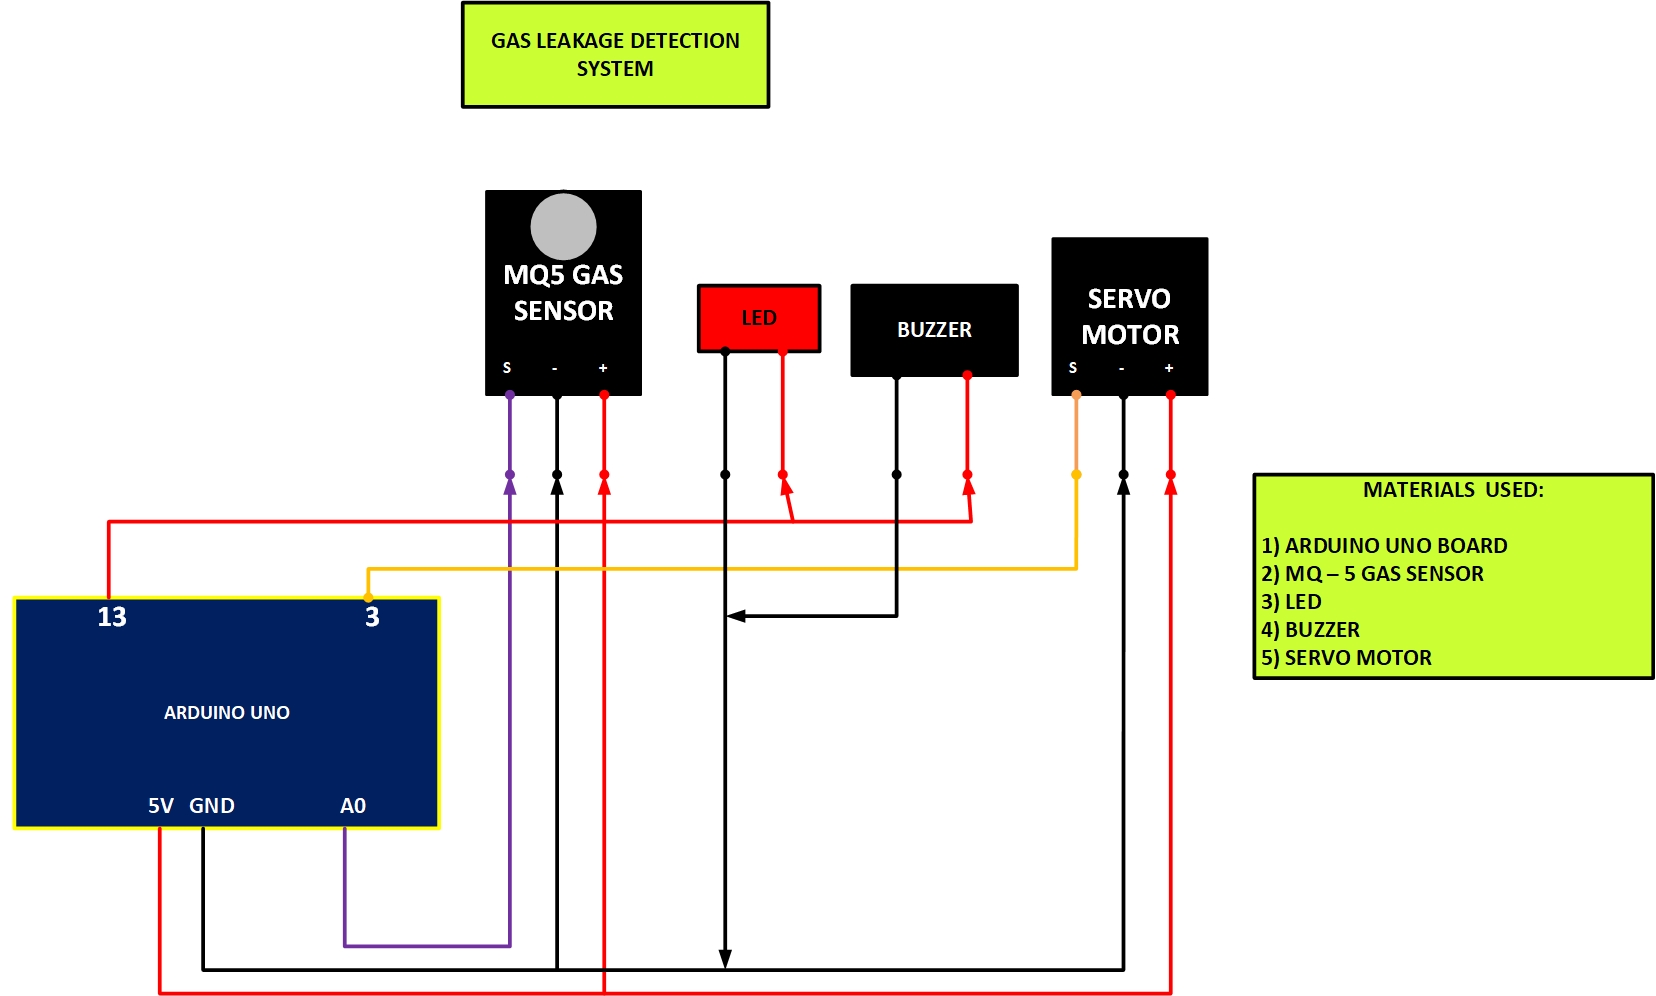 GAS LEAKAGE DETECTION
SYSTEM
MQ5 GAS
SENSOR
S - +
LED
BUZZER
SERVO
MOTOR
S - +
MATERIALS USED:
1) ARDUINO UNO BOARD
2) MQ – 5 GAS SENSOR
3) LED
4) BUZZER
5) SERVO MOTOR
13 3
ARDUINO UNO
5V GND A0